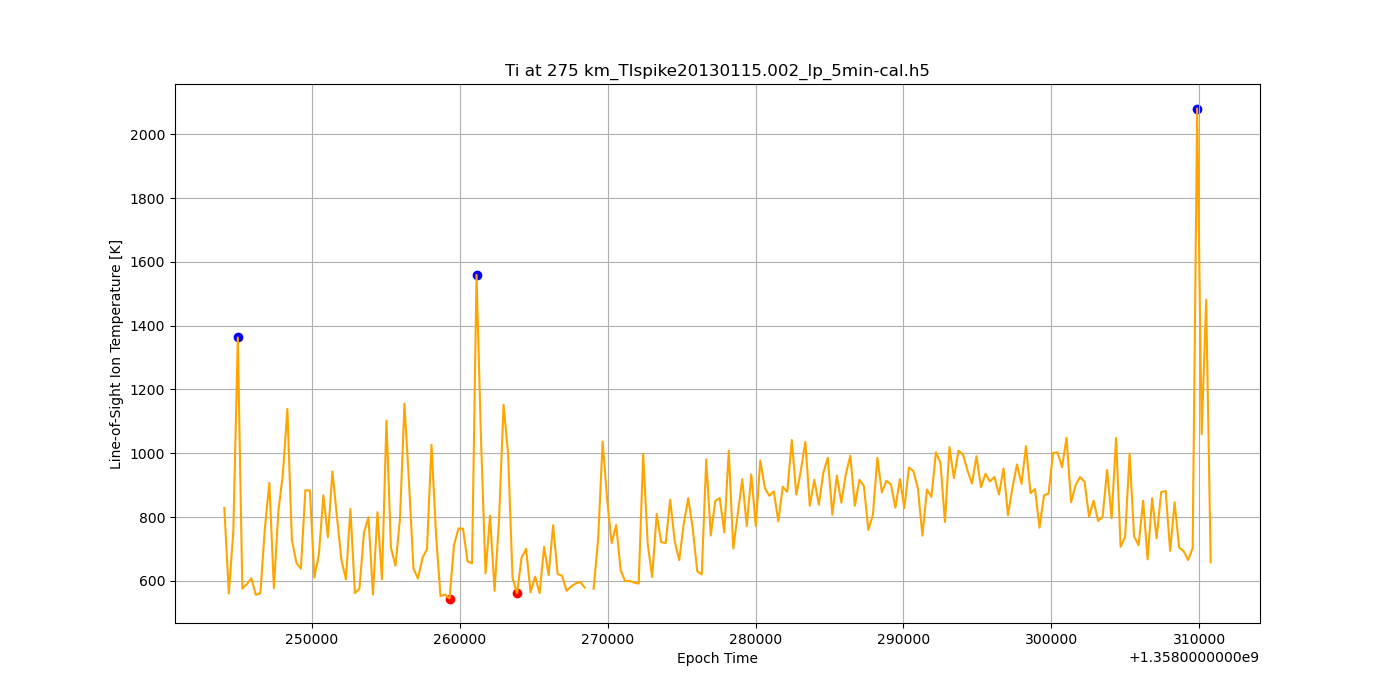 Ti at 275 km_TIspike20130115.002_lp_5min-cal.h5
Line-of-Sight Ion Temperature [K]
2000
1800
1600
1400
1200
1000
800
600
250000 260000 270000 280000 290000 300000 310000
Epoch Time
+1.3580000000e9